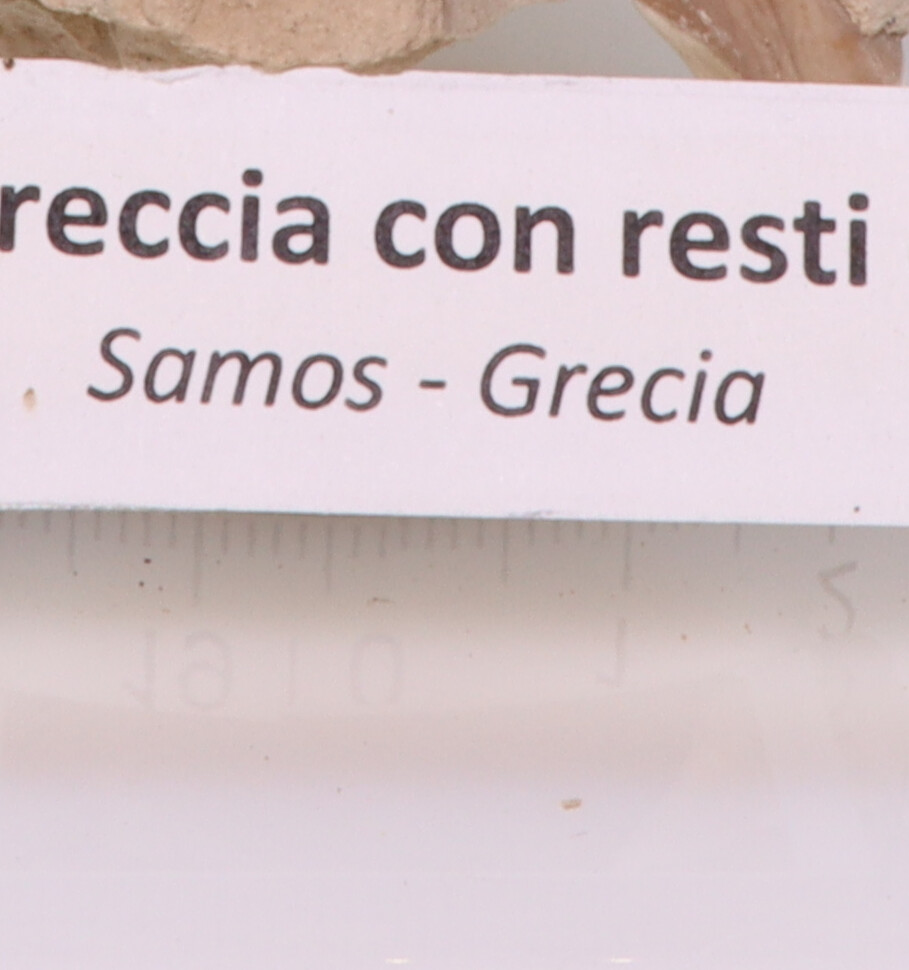 reccia con resti
Samos - Grecia